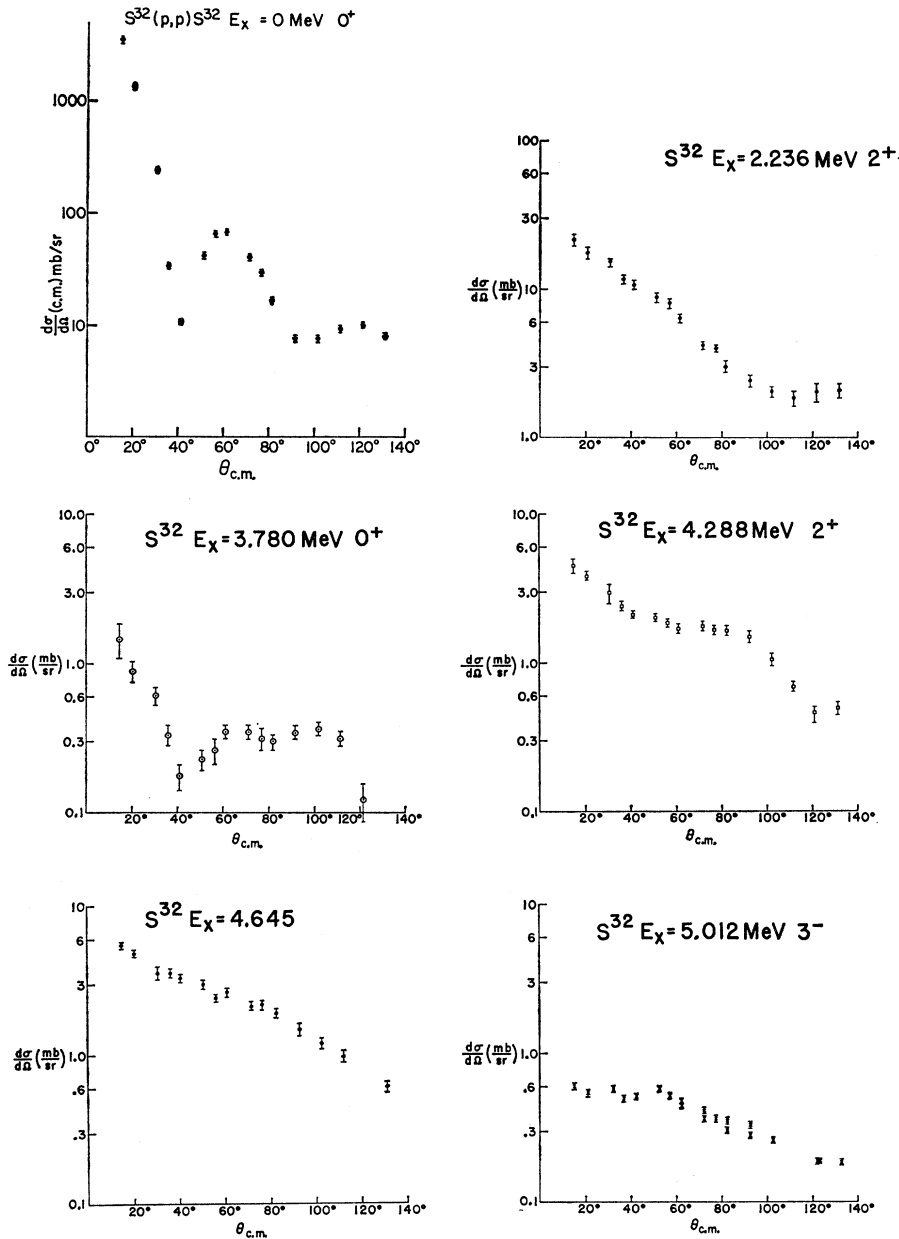 S³²(p,p)S³² Eₓ = 0 MeV 0⁺
1000
100
10
dσ/dΩ (c.m.) mb/sr
0° 20° 40° 60° 80° 100° 120° 140°
θc.m.
S³² Eₓ = 2.236 MeV 2⁺
100
60
30
10
6
3
1.0
dσ/dΩ (mb/sr)
20° 40° 60° 80° 100° 120° 140°
θc.m.
S³² Eₓ = 3.780 MeV 0⁺
10.0
6.0
3.0
1.0
0.6
0.3
0.1
dσ/dΩ (mb/sr)
20° 40° 60° 80° 100° 120° 140°
θc.m.
S³² Eₓ = 4.288 MeV 2⁺
10.0
6.0
3.0
1.0
0.6
0.3
0.1
dσ/dΩ (mb/sr)
20° 40° 60° 80° 100° 120° 140°
θc.m.
S³² Eₓ = 4.645
10
6
3
1.0
.6
.3
0.1
dσ/dΩ (mb/sr)
20° 40° 60° 80° 100° 120° 140°
θc.m.
S³² Eₓ = 5.012 MeV 3⁻
10
6
3
1.0
.6
.3
0.1
dσ/dΩ (mb/sr)
20° 40° 60° 80° 100° 120° 140°
θc.m.